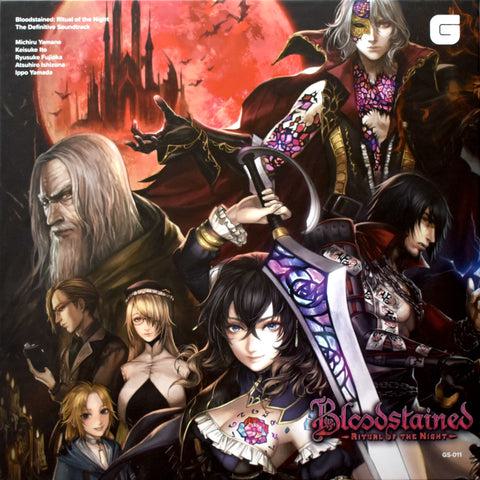 Bloodstained: Ritual of the Night
The Definitive Soundtrack
Michiru Yamane
Keisuke Ito
Ryusuke Fujioka
Atsuhiro Ishizuna
Ippo Yamada
G
Bloodstained
RITUAL OF THE NIGHT
GS-011